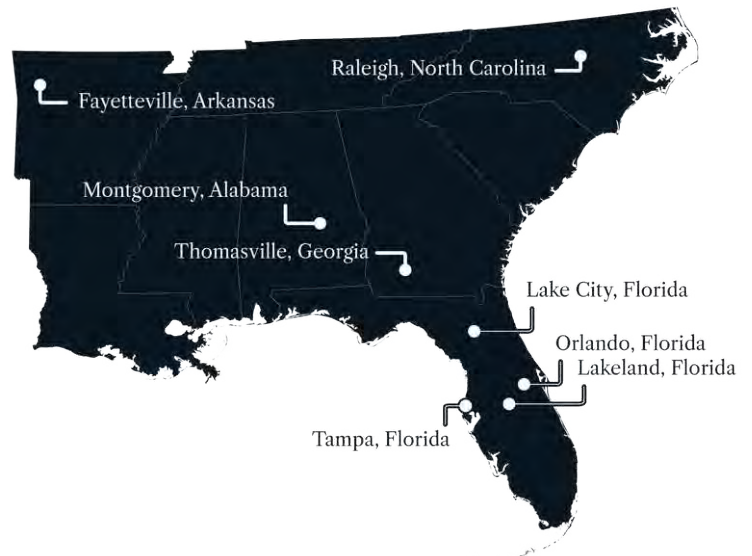 Raleigh, North Carolina
Fayetteville, Arkansas
Montgomery, Alabama
Thomasville, Georgia
Lake City, Florida
Orlando, Florida
Lakeland, Florida
Tampa, Florida